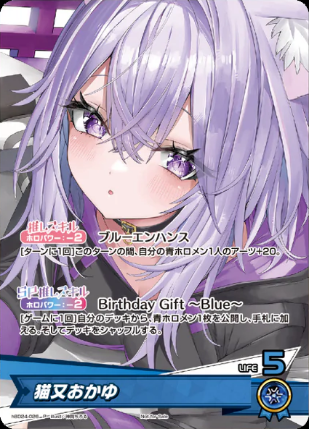 推しスキル
ホロパワー：-2
ブルーエンハンス
[ターンに1回]このターンの間、自分の青ホロメン1人のアーツ+20。
SP推しスキル
ホロパワー：-2
Birthday Gift ～Blue～
[ゲームに1回]自分のデッキから、青ホロメン1枚を公開し、手札に加
える。そしてデッキをシャッフルする。
LIFE 5
猫又おかゆ